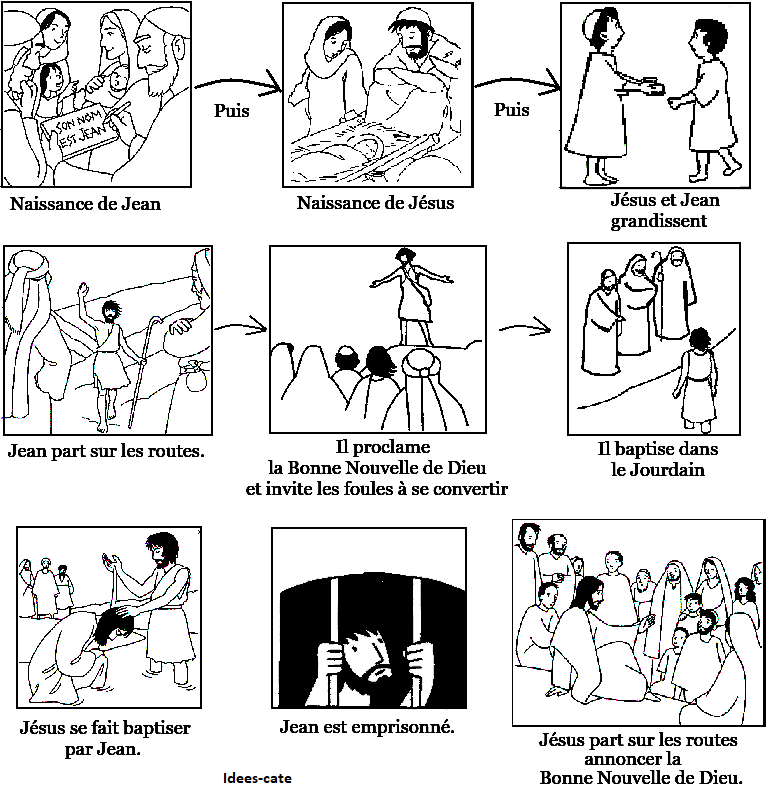 SON NOM
EST JEAN
Puis
Puis
Naissance de Jean
Naissance de Jésus
Jésus et Jean
grandissent
Jean part sur les routes.
Il proclame
la Bonne Nouvelle de Dieu
et invite les foules à se convertir
Il baptise dans
le Jourdain
Jésus se fait baptiser
par Jean.
Jean est emprisonné.
Jésus part sur les routes
annoncer la
Bonne Nouvelle de Dieu.
Idees-cate